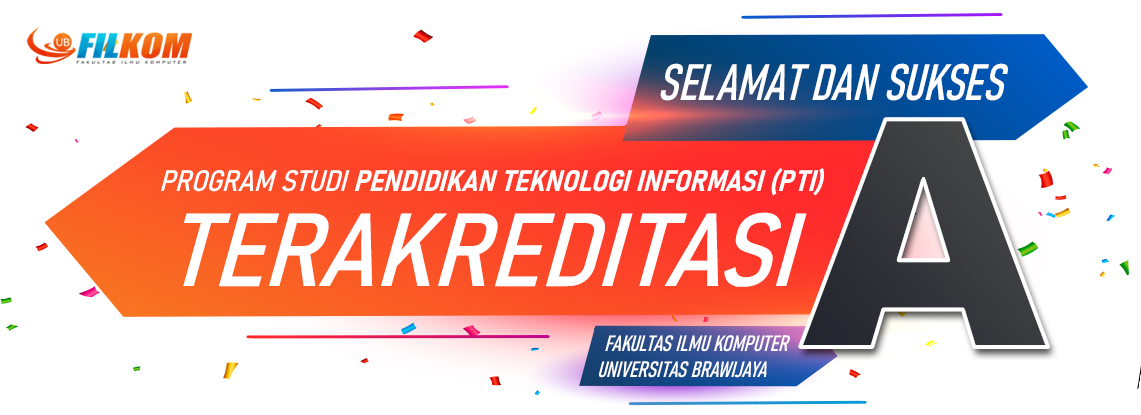 UB FILKOM
FAKULTAS ILMU KOMPUTER
SELAMAT DAN SUKSES
PROGRAM STUDI PENDIDIKAN TEKNOLOGI INFORMASI (PTI)
TERAKREDITASI A
FAKULTAS ILMU KOMPUTER
UNIVERSITAS BRAWIJAYA